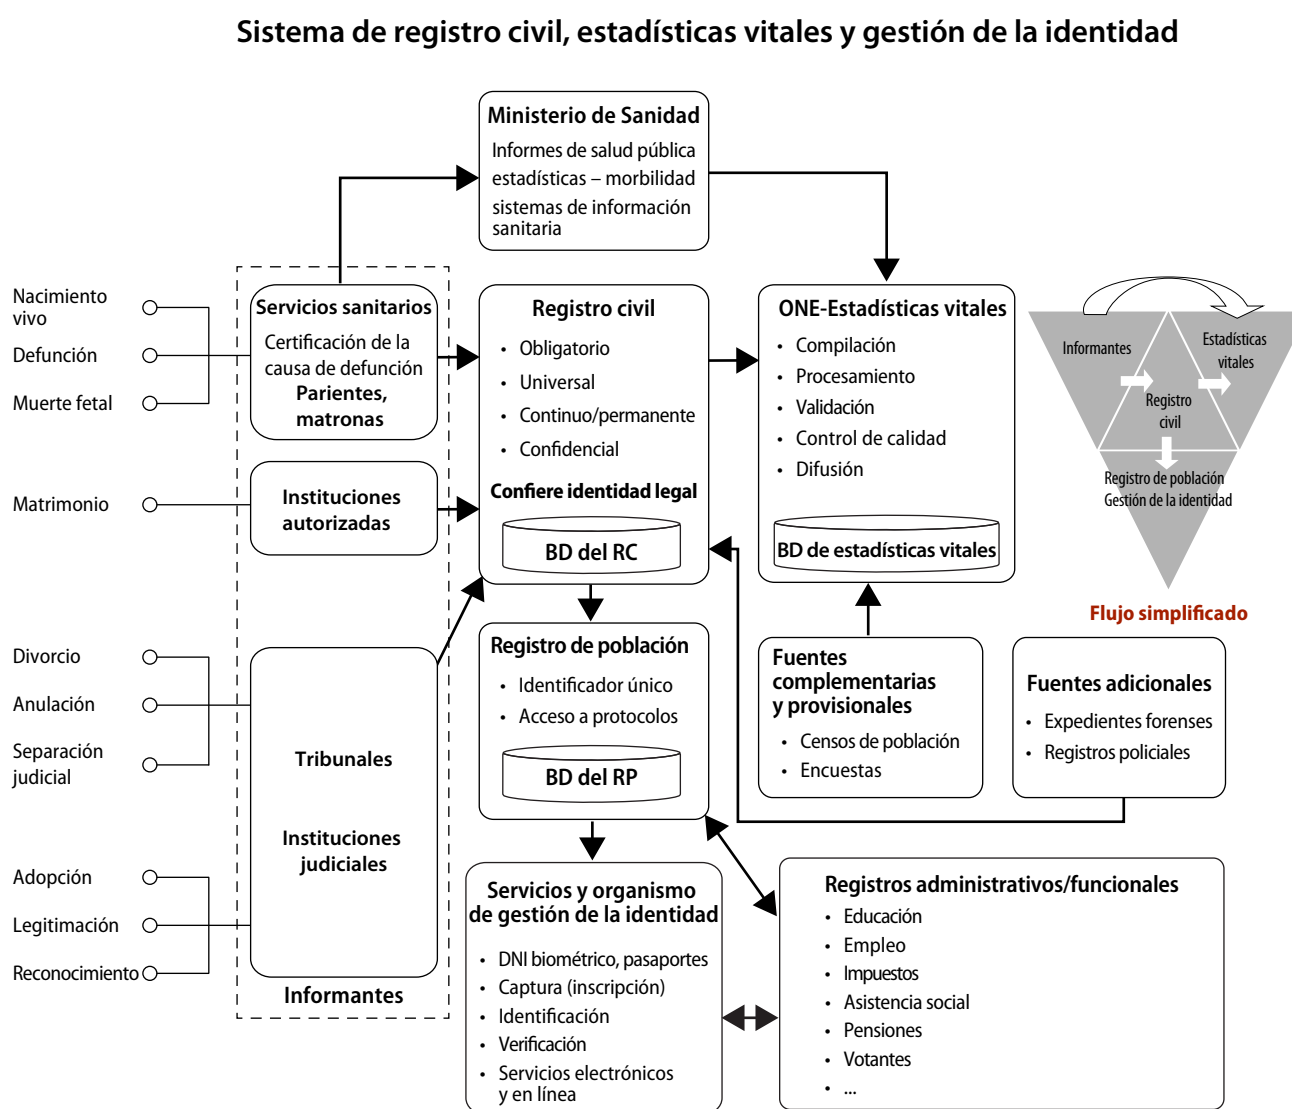 Sistema de registro civil, estadísticas vitales y gestión de la identidad
Ministerio de Sanidad
Informes de salud pública
estadísticas – morbilidad
sistemas de información
sanitaria
Nacimiento
vivo
Defunción
Muerte fetal
Matrimonio
Divorcio
Anulación
Separación
judicial
Adopción
Legitimación
Reconocimiento
Servicios sanitarios
Certificación de la
causa de defunción
Parientes,
matronas
Instituciones
autorizadas
Tribunales
Instituciones
judiciales
Informantes
Registro civil
• Obligatorio
• Universal
• Continuo/permanente
• Confidencial
Confiere identidad legal
BD del RC
Registro de población
• Identificador único
• Acceso a protocolos
BD del RP
Servicios y organismo
de gestión de la identidad
• DNI biométrico, pasaportes
• Captura (inscripción)
• Identificación
• Verificación
• Servicios electrónicos
y en línea
ONE-Estadísticas vitales
• Compilación
• Procesamiento
• Validación
• Control de calidad
• Difusión
BD de estadísticas vitales
Fuentes
complementarias
y provisionales
• Censos de población
• Encuestas
Fuentes adicionales
• Expedientes forenses
• Registros policiales
Registros administrativos/funcionales
• Educación
• Empleo
• Impuestos
• Asistencia social
• Pensiones
• Votantes
• ...
Informantes
Estadísticas
vitales
Registro
civil
Registro de población
Gestión de la identidad
Flujo simplificado